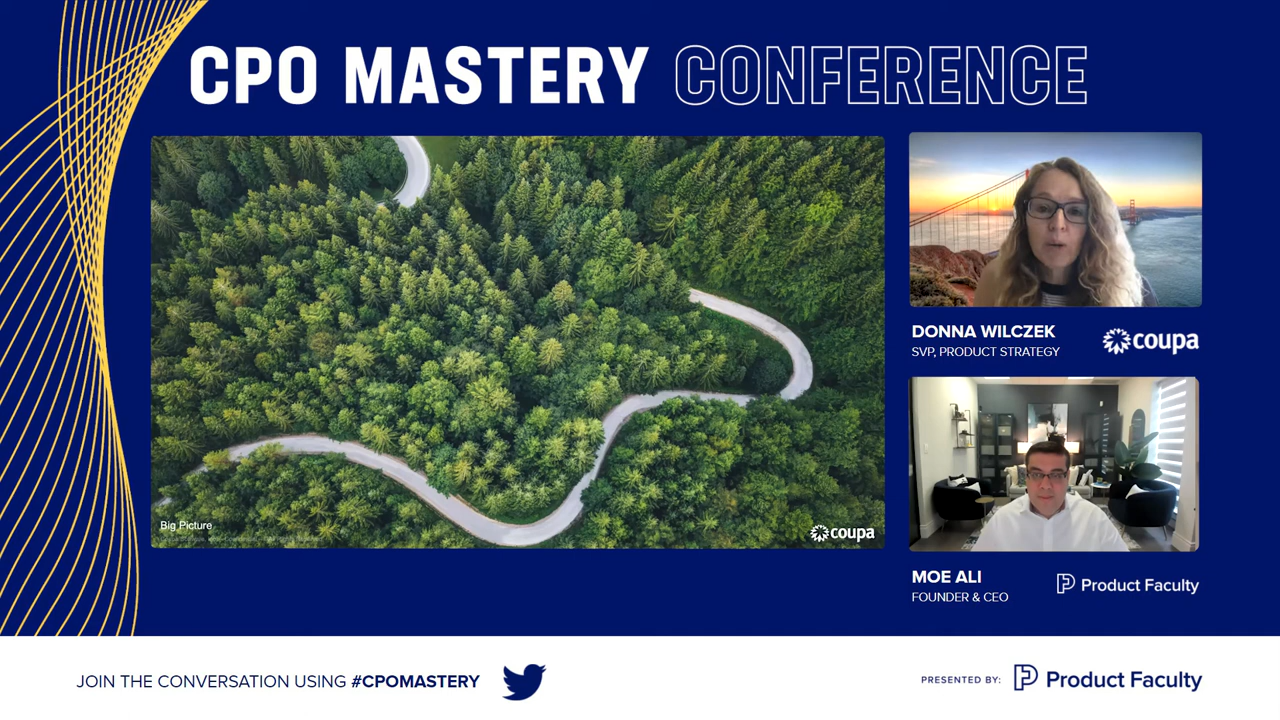 CPO MASTERY CONFERENCE
Big Picture
coupa
DONNA WILCZEK
SVP, PRODUCT STRATEGY
coupa
MOE ALI
FOUNDER & CEO
Product Faculty
JOIN THE CONVERSATION USING #CPOMASTERY
PRESENTED BY:
Product Faculty